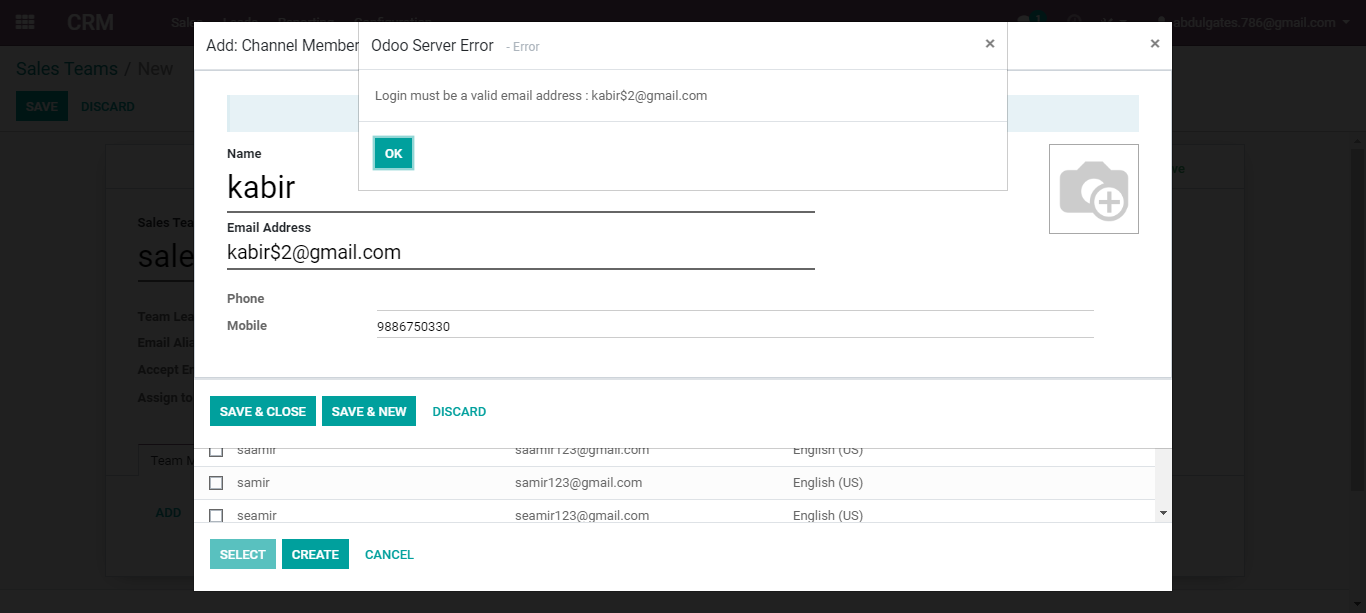 CRM
abdulgates.786@gmail.com
Sales Teams / New
SAVE DISCARD
Add: Channel Member
Odoo Server Error - Error × ×
Login must be a valid email address : kabir$2@gmail.com
OK
Name
kabir
Email Address
kabir$2@gmail.com
Phone
Mobile 9886750330
Sales Tea
sale
Team Lea
Email Alia
Accept Em
Assign to
SAVE & CLOSE SAVE & NEW DISCARD
Team M
saamir saamir123@gmail.com English (US)
samir samir123@gmail.com English (US)
ADD
seamir seamir123@gmail.com English (US)
SELECT CREATE CANCEL